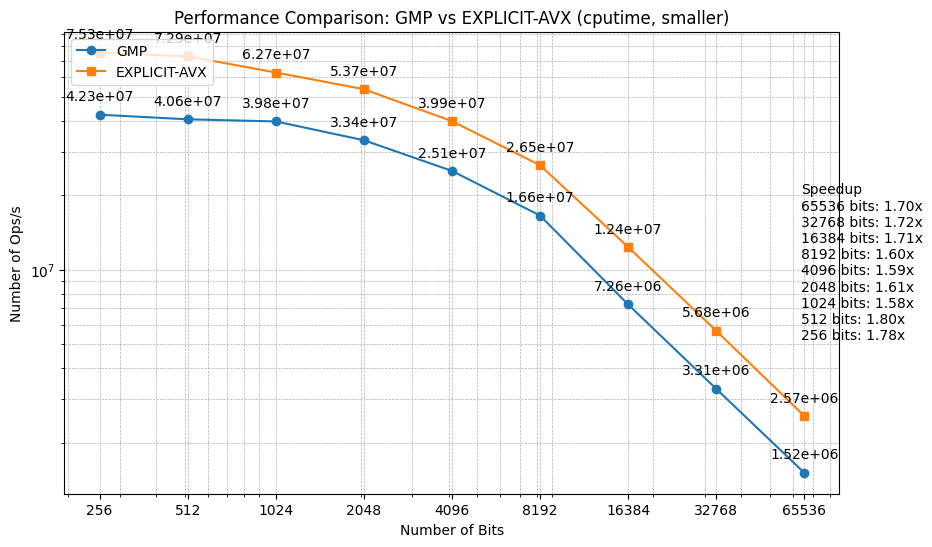 Performance Comparison: GMP vs EXPLICIT-AVX (cputime, smaller)
GMP
EXPLICIT-AVX
7.53e+07
7.29e+07
6.27e+07
5.37e+07
3.99e+07
2.65e+07
1.24e+07
5.68e+06
2.57e+06
4.23e+07
4.06e+07
3.98e+07
3.34e+07
2.51e+07
1.66e+07
7.26e+06
3.31e+06
1.52e+06
Speedup
65536 bits: 1.70x
32768 bits: 1.72x
16384 bits: 1.71x
8192 bits: 1.60x
4096 bits: 1.59x
2048 bits: 1.61x
1024 bits: 1.58x
512 bits: 1.80x
256 bits: 1.78x
Number of Ops/s
10⁷
256 512 1024 2048 4096 8192 16384 32768 65536
Number of Bits